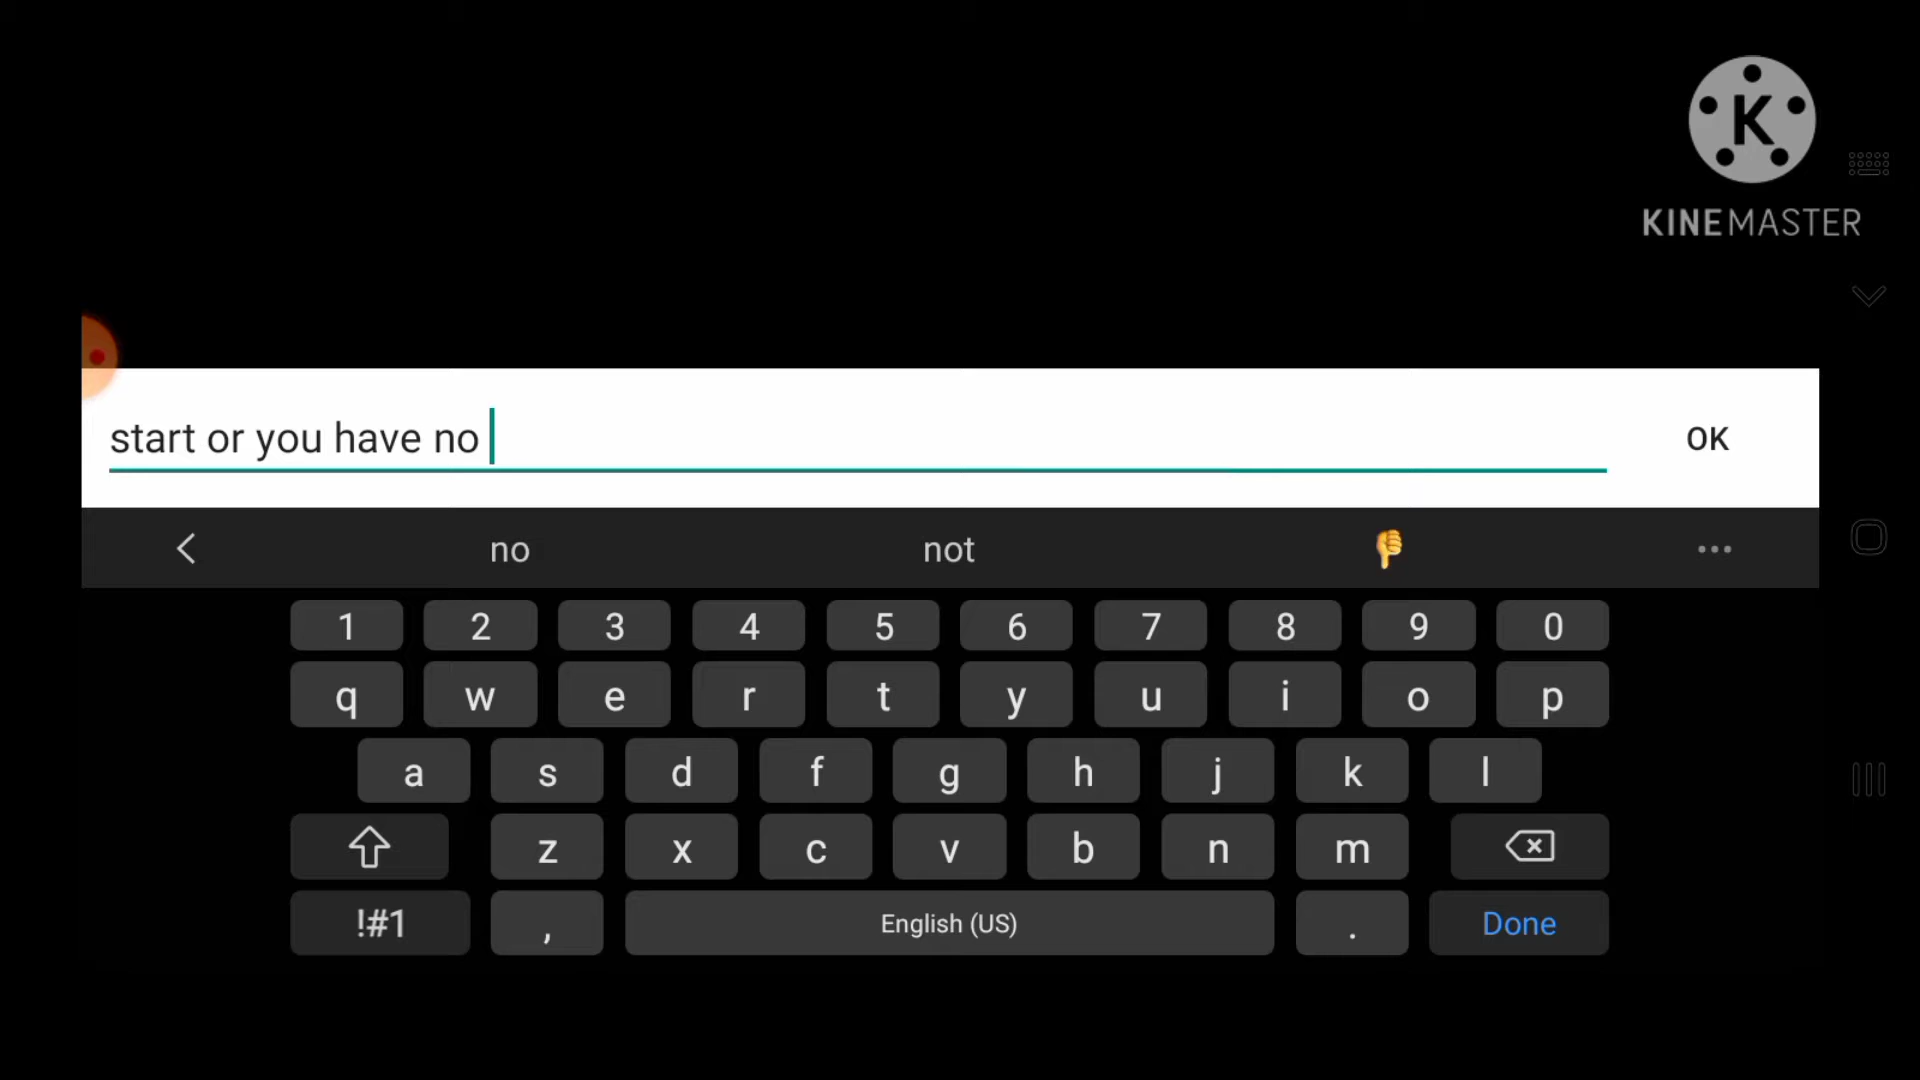 K
KINEMASTER
start or you have no
OK
no not 👎 ...
1 2 3 4 5 6 7 8 9 0
q w e r t y u i o p
a s d f g h j k l
z x c v b n m
!#1 , English (US) . Done